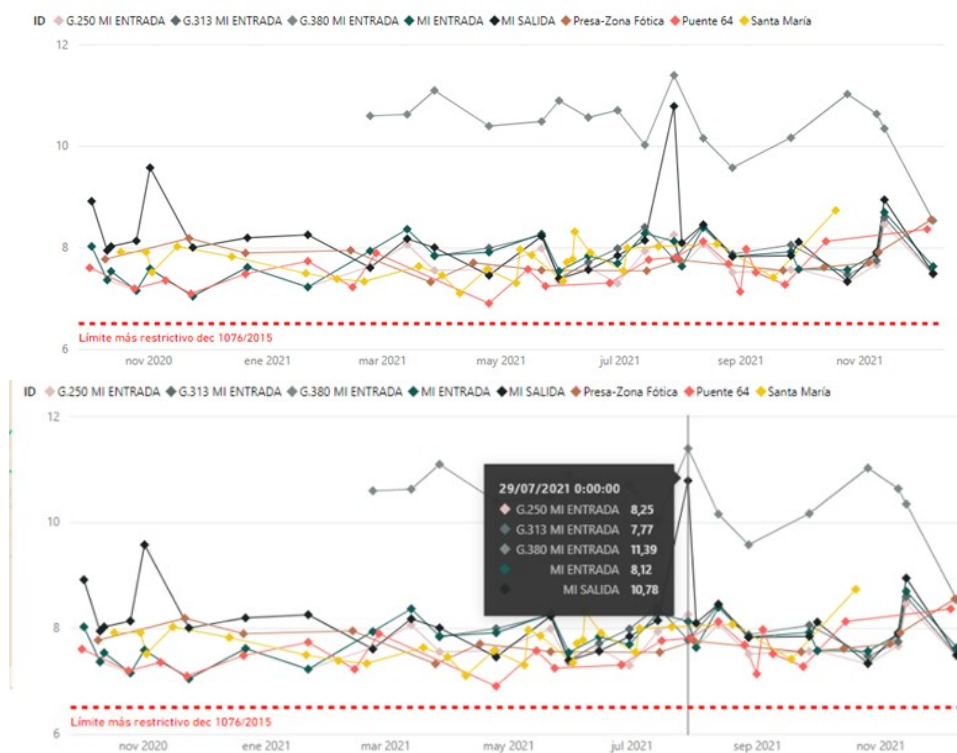 ID G.250 MI ENTRADA G.313 MI ENTRADA G.380 MI ENTRADA MI ENTRADA MI SALIDA Presa-Zona Fótica Puente 64 Santa María
12
10
8
6
Límite más restrictivo dec 1076/2015
nov 2020 ene 2021 mar 2021 may 2021 jul 2021 sep 2021 nov 2021
ID G.250 MI ENTRADA G.313 MI ENTRADA G.380 MI ENTRADA MI ENTRADA MI SALIDA Presa-Zona Fótica Puente 64 Santa María
12
29/07/2021 0:00:00
G.250 MI ENTRADA 8,25
10
G.313 MI ENTRADA 7,77
G.380 MI ENTRADA 11,39
MI ENTRADA 8,12
MI SALIDA 10,78
8
6
Límite más restrictivo dec 1076/2015
nov 2020 ene 2021 mar 2021 may 2021 jul 2021 sep 2021 nov 2021